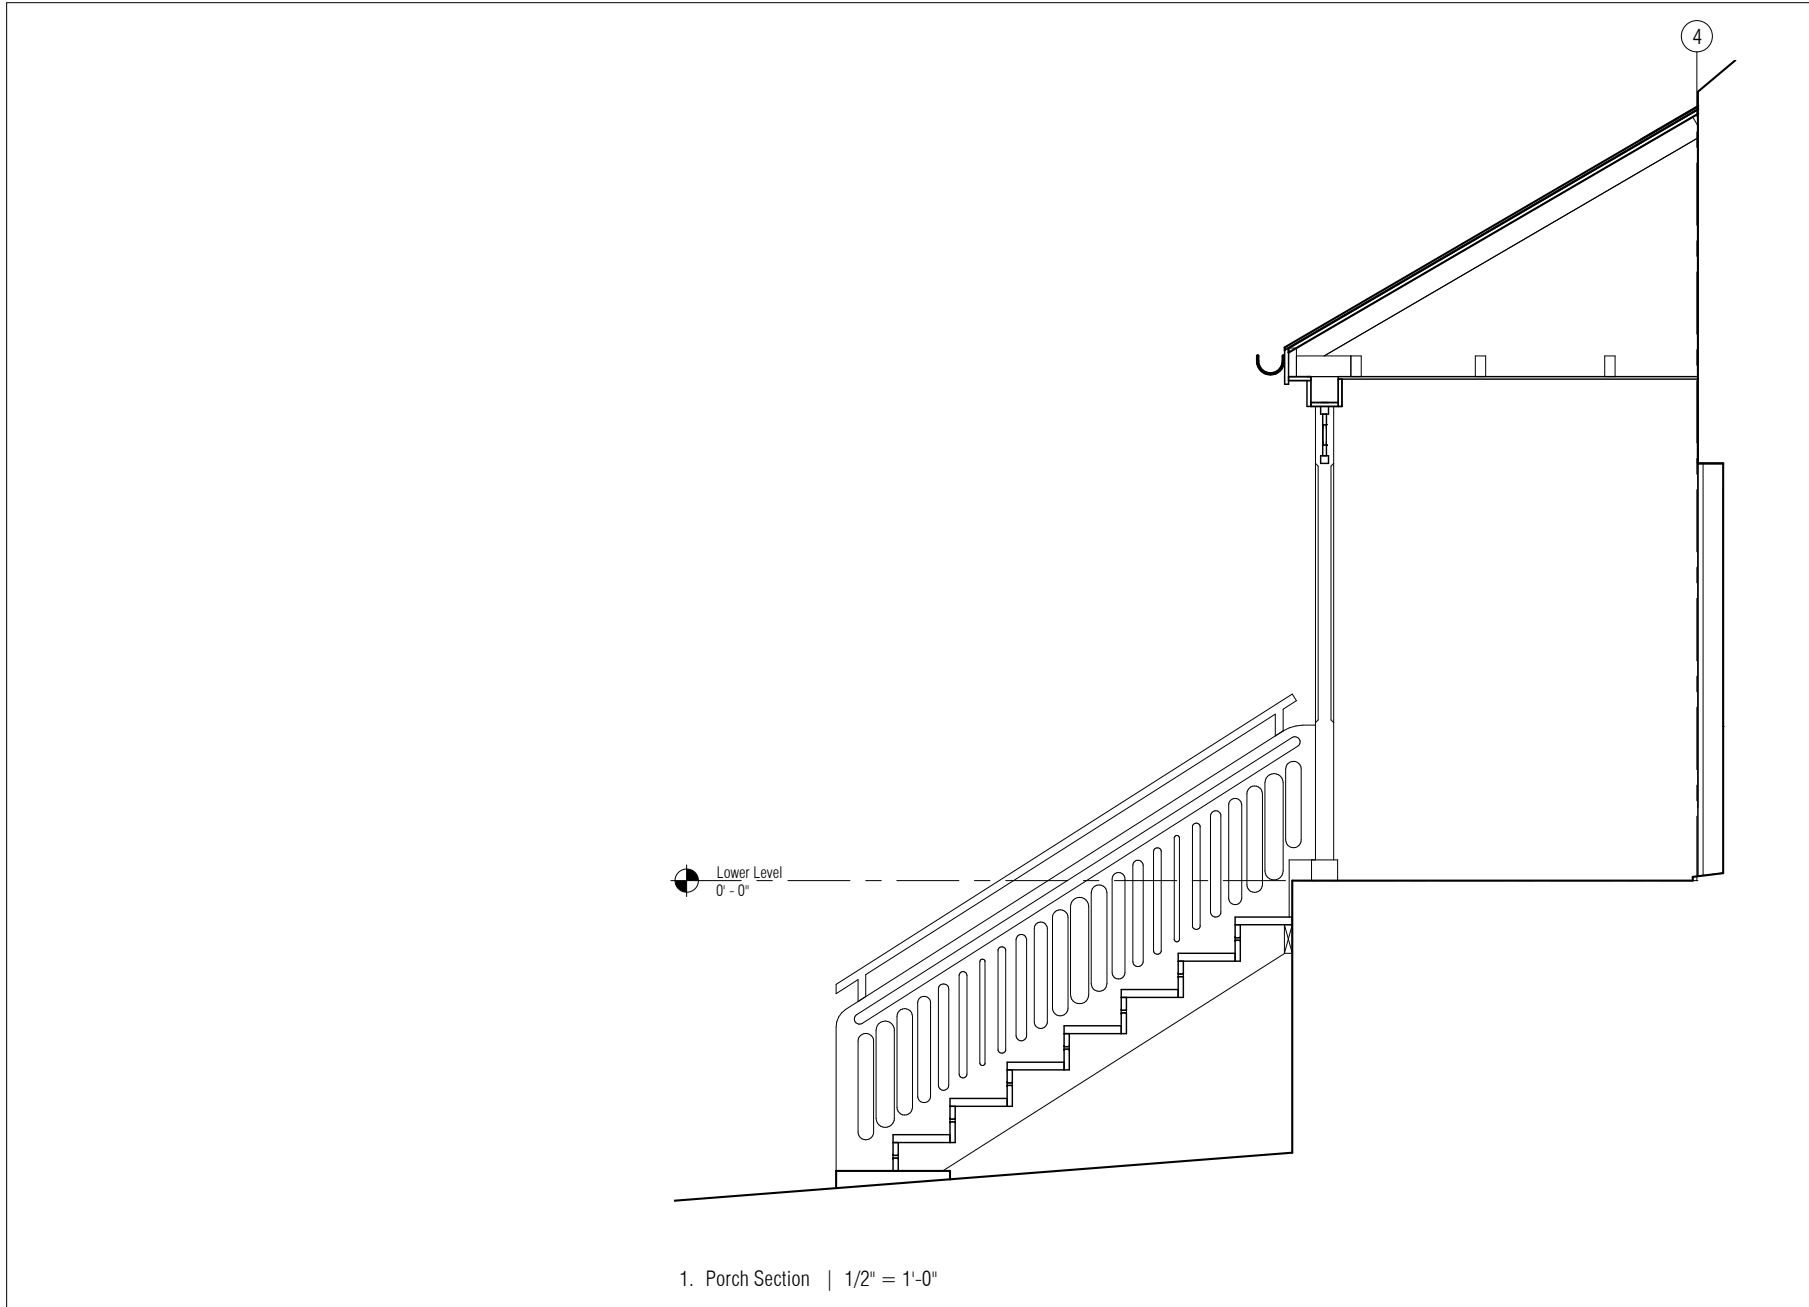 4
Lower Level
0' - 0"
1. Porch Section | 1/2" = 1'-0"